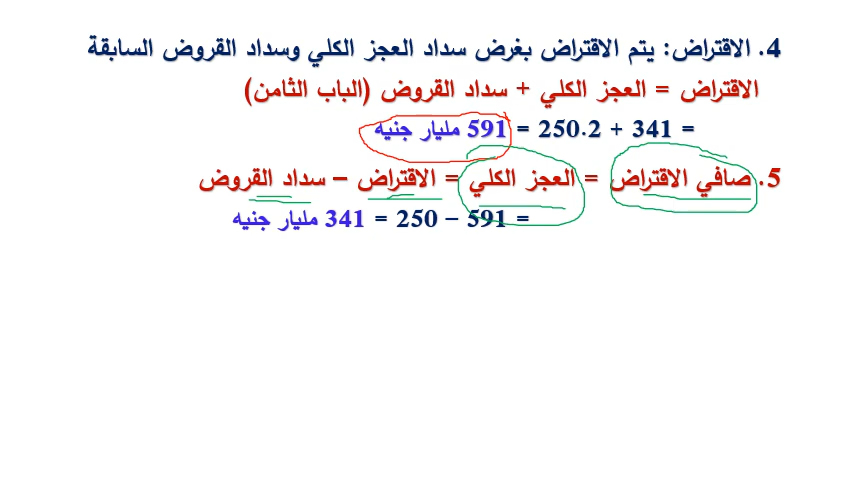 4. الاقتراض: يتم الاقتراض بغرض سداد العجز الكلي وسداد القروض السابقة
الاقتراض = العجز الكلي + سداد القروض (الباب الثامن)
= 341 + 250.2 = 591 مليار جنيه
5. صافي الاقتراض = العجز الكلي = الاقتراض – سداد القروض
= 591 – 250 = 341 مليار جنيه